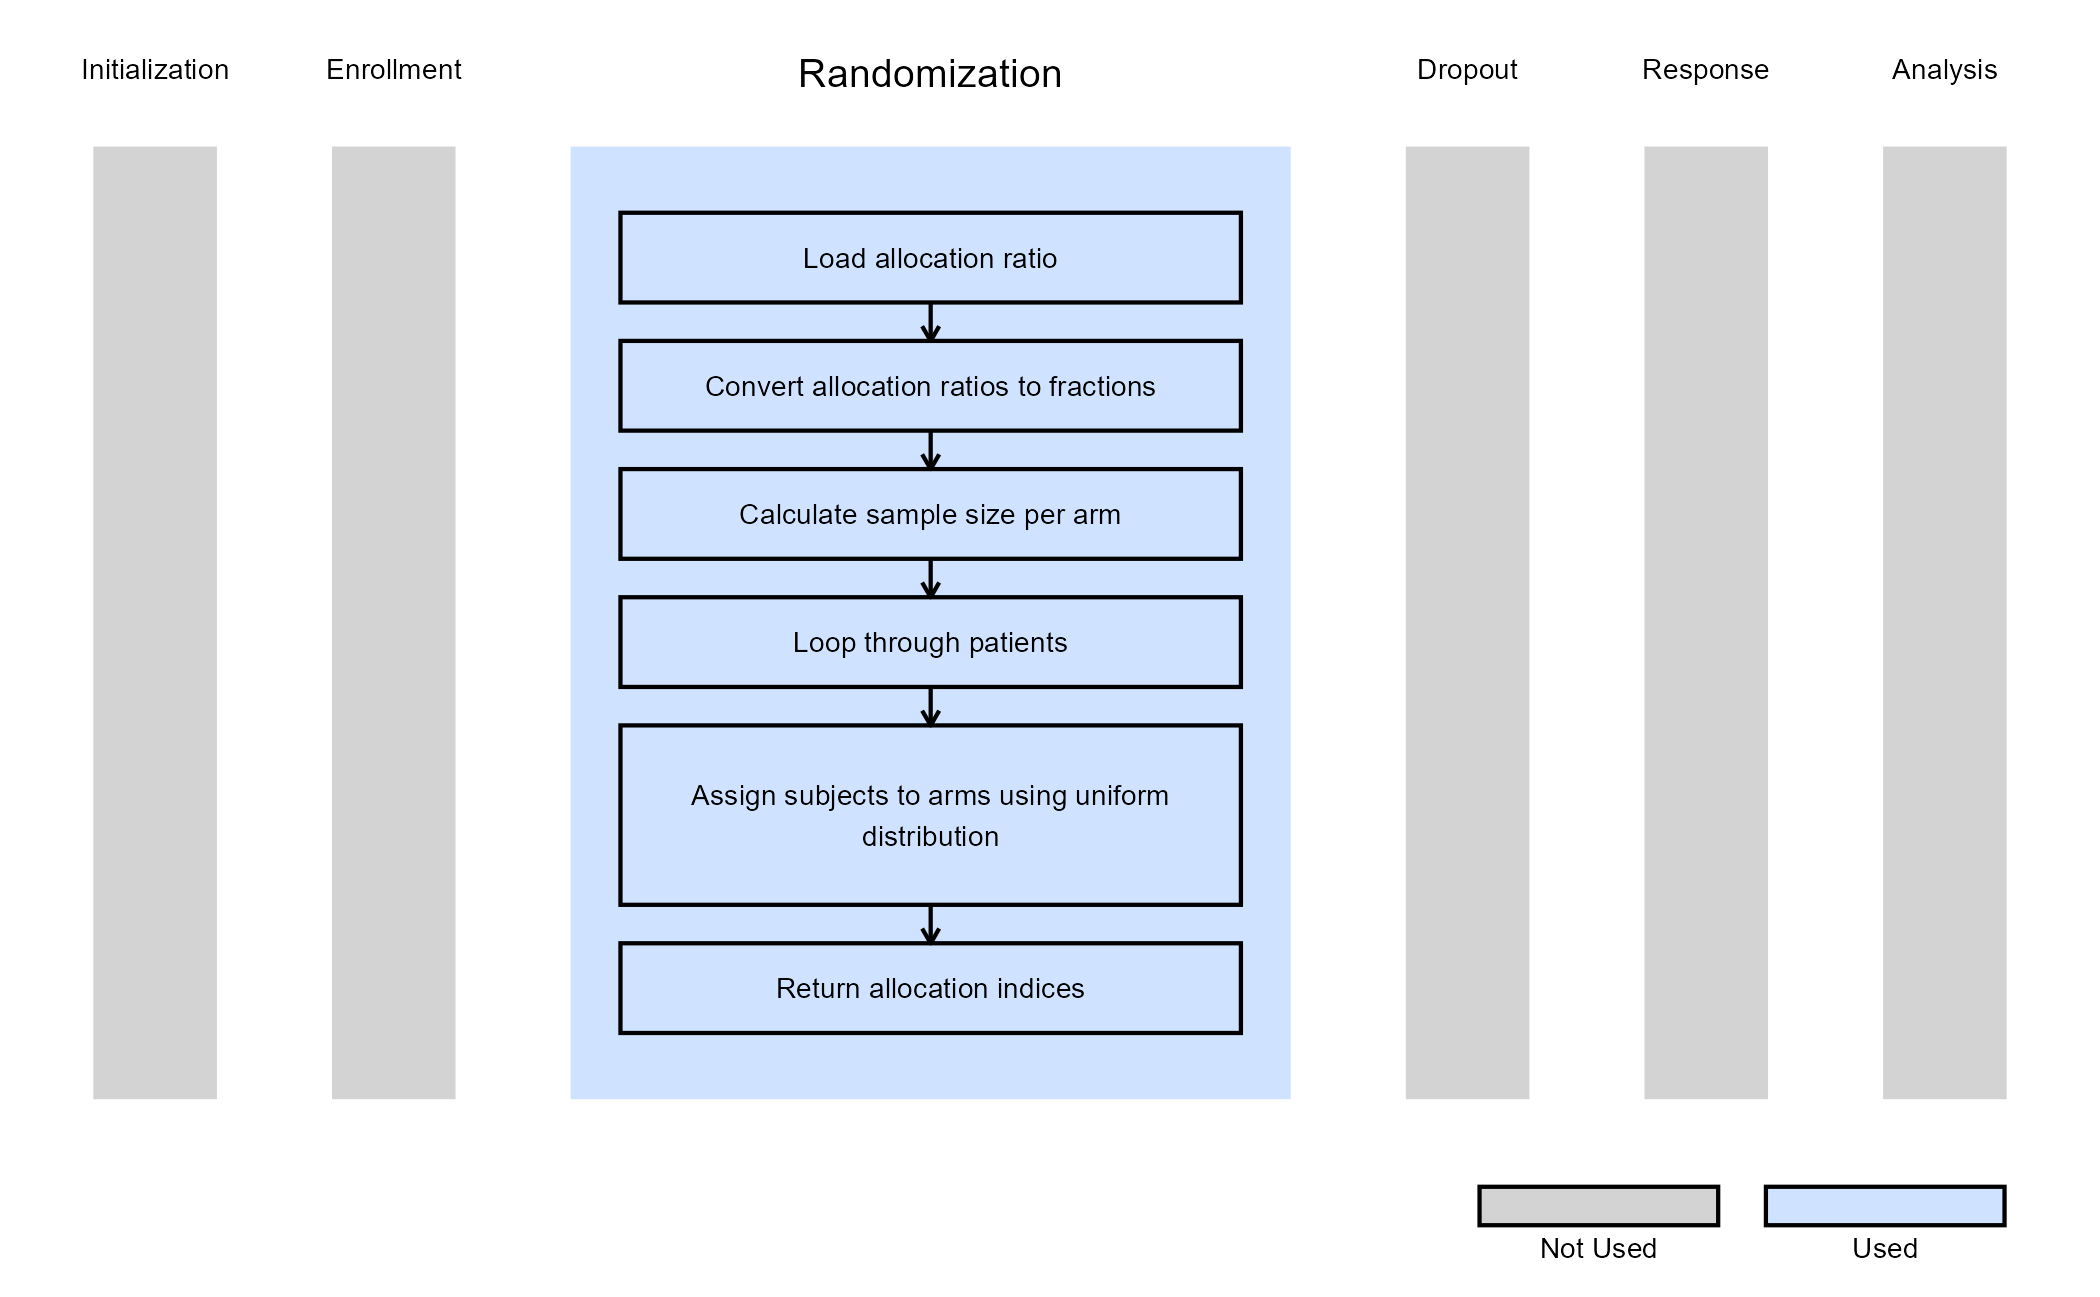 Initialization
Enrollment
Randomization
Dropout
Response
Analysis
Load allocation ratio
Convert allocation ratios to fractions
Calculate sample size per arm
Loop through patients
Assign subjects to arms using uniform
distribution
Return allocation indices
Not Used
Used